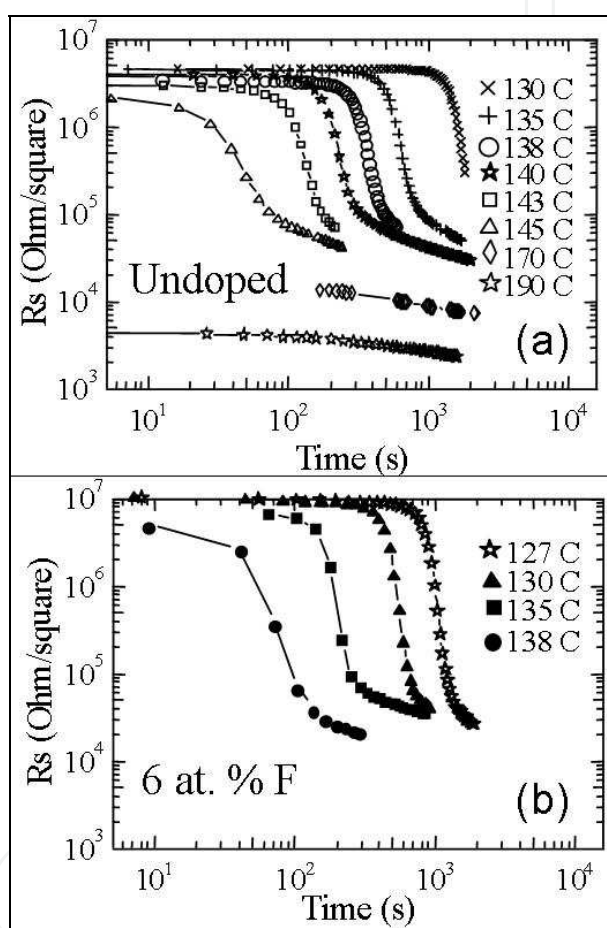 10^7
10^6
10^5
10^4
10^3
Rs ((Ohm/square)
130 C
135 C
138 C
140 C
143 C
145 C
170 C
190 C
Undoped
(a)
10^1
10^2
10^3
10^4
Time (s)
10^7
10^6
10^5
10^4
10^3
Rs ((Ohm/square)
127 C
130 C
135 C
138 C
6 at. % F
(b)
10^1
10^2
10^3
10^4
Time (s)